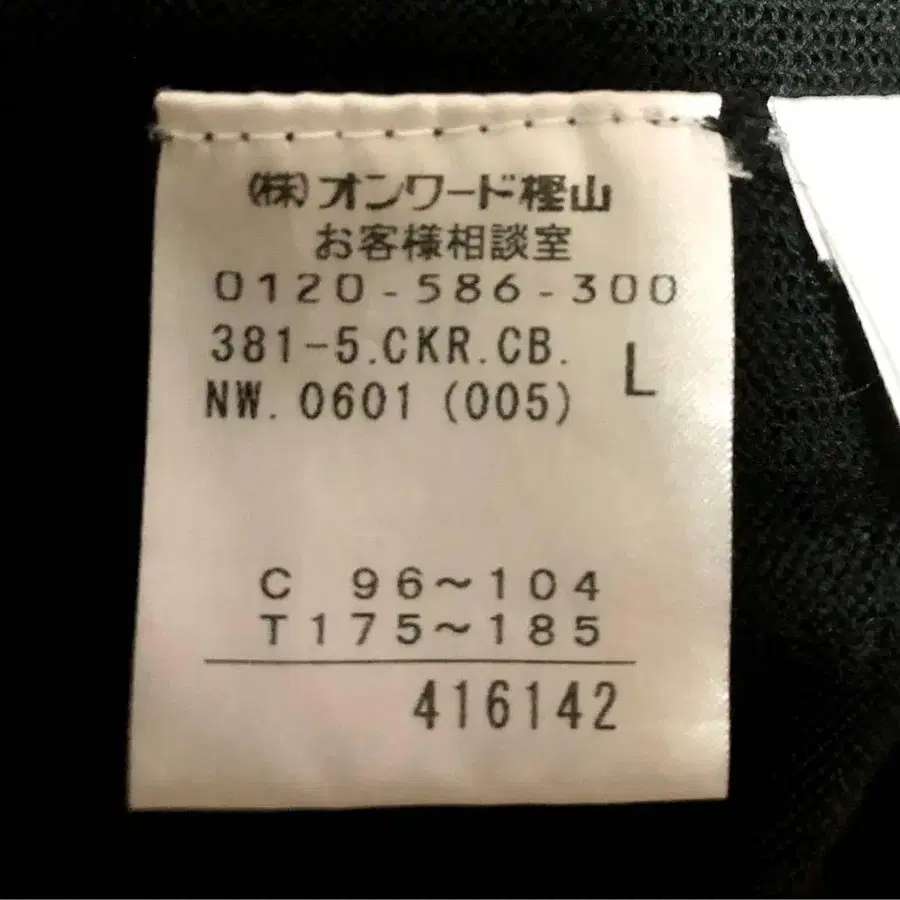 (株)オンワード樫山
お客様相談室
0120-586-300
381-5.CKR.CB.
L
NW. 0601 (005)
C 96~104
T175~185
416142